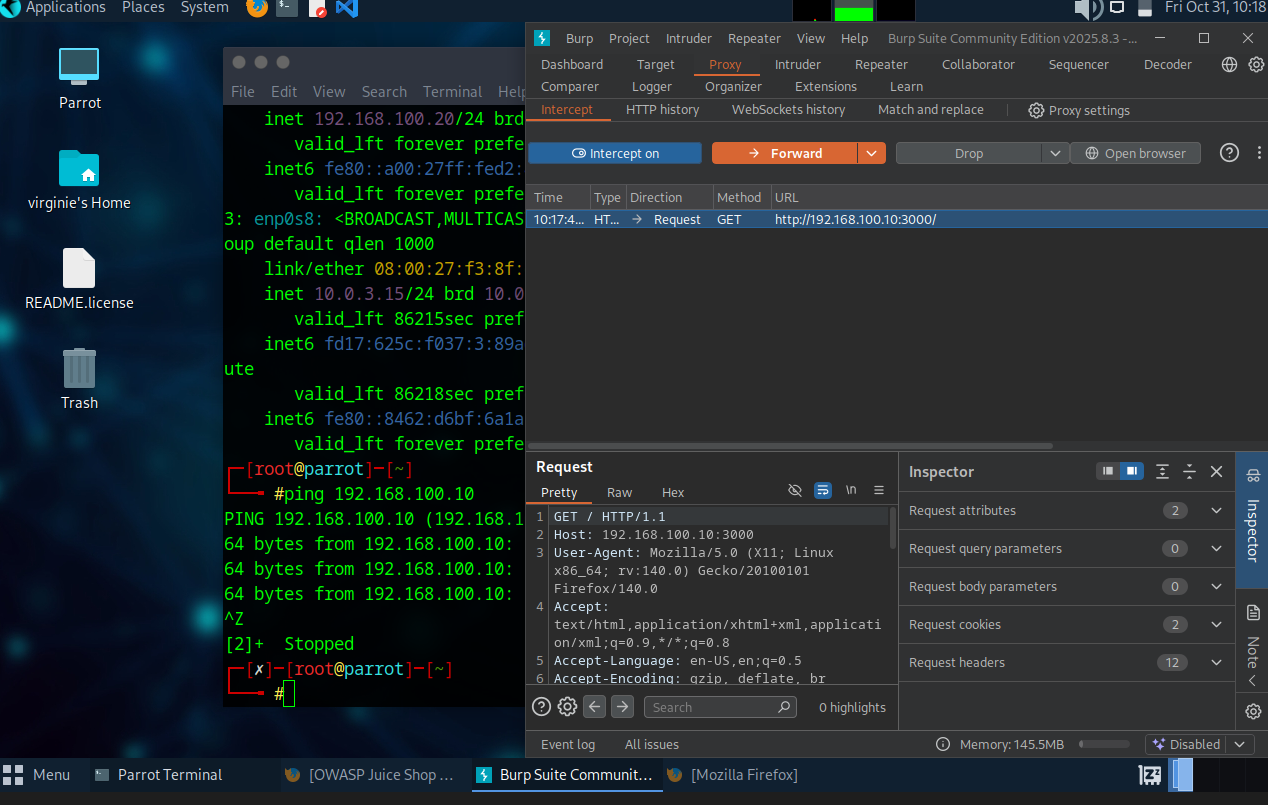 Applications Places System
Fri Oct 31, 10:18
Parrot
virginie's Home
README.license
Trash
File Edit View Search Terminal Help
inet 192.168.100.20/24 brd
valid_lft forever prefe
inet6 fe80::a00:27ff:fed2:
valid_lft forever prefe
3: enp0s8: <BROADCAST,MULTICAS
oup default qlen 1000
link/ether 08:00:27:f3:8f:
inet 10.0.3.15/24 brd 10.0
valid_lft 86215sec pref
inet6 fd17:625c:f037:3:89a
ute
valid_lft 86218sec pref
inet6 fe80::8462:d6bf:6a1a
valid_lft forever prefe
[root@parrot]─[~]
#ping 192.168.100.10
PING 192.168.100.10 (192.168.1
64 bytes from 192.168.100.10:
64 bytes from 192.168.100.10:
64 bytes from 192.168.100.10:
^Z
[2]+  Stopped
[✗]─[root@parrot]─[~]
#
Burp Project Intruder Repeater View Help Burp Suite Community Edition v2025.8.3 -...
Dashboard Target Proxy Intruder Repeater Collaborator Sequencer Decoder
Comparer Logger Organizer Extensions Learn
Intercept HTTP history WebSockets history Match and replace Proxy settings
Intercept on Forward Drop Open browser
Time Type Direction Method URL
10:17:4... HT... → Request GET http://192.168.100.10:3000/
Request
Pretty Raw Hex \n
1 GET / HTTP/1.1
2 Host: 192.168.100.10:3000
3 User-Agent: Mozilla/5.0 (X11; Linux
x86_64; rv:140.0) Gecko/20100101
Firefox/140.0
4 Accept:
text/html,application/xhtml+xml,applicati
on/xml;q=0.9,*/*;q=0.8
5 Accept-Language: en-US,en;q=0.5
6 Accept-Encoding: gzip, deflate, br
Search 0 highlights
Inspector
Request attributes 2
Request query parameters 0
Request body parameters 0
Request cookies 2
Request headers 12
Inspector
Note
Event log All issues Memory: 145.5MB Disabled
Menu Parrot Terminal [OWASP Juice Shop ... Burp Suite Communit... [Mozilla Firefox]